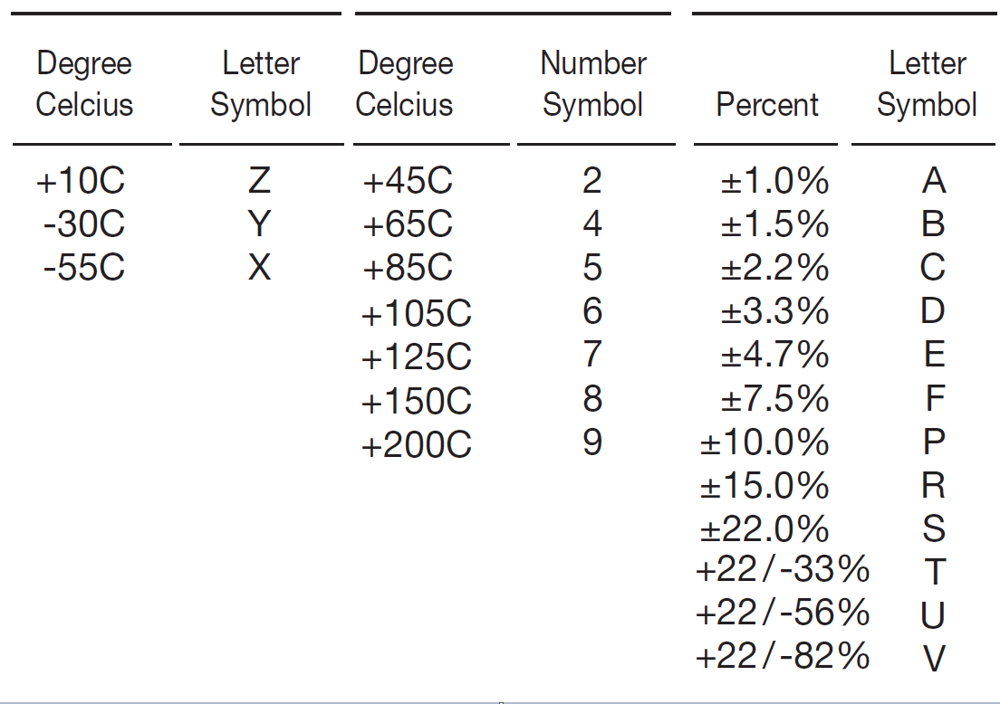 Degree Letter Degree Number Letter
Celcius Symbol Celcius Symbol Percent Symbol
+10C Z +45C 2 ±1.0% A
-30C Y +65C 4 ±1.5% B
-55C X +85C 5 ±2.2% C
+105C 6 ±3.3% D
+125C 7 ±4.7% E
+150C 8 ±7.5% F
+200C 9 ±10.0% P
±15.0% R
±22.0% S
+22/-33% T
+22/-56% U
+22/-82% V